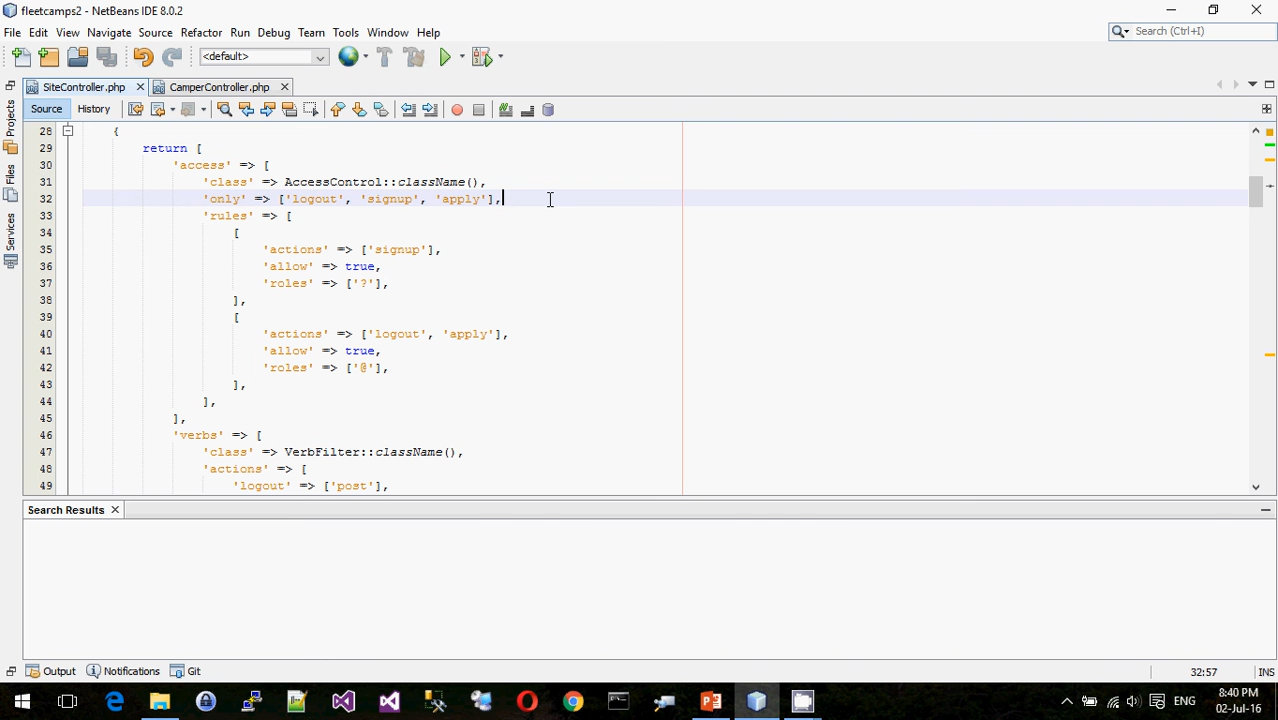 fleetcamps2 - NetBeans IDE 8.0.2
File Edit View Navigate Source Refactor Run Debug Team Tools Window Help
Search (Ctrl+I)
<default>
SiteController.php CamperController.php
Source History
Projects
Files
Services
28 {
29 return [
30 'access' => [
31 'class' => AccessControl::className(),
32 'only' => ['logout', 'signup', 'apply'],
33 'rules' => [
34 [
35 'actions' => ['signup'],
36 'allow' => true,
37 'roles' => ['?'],
38 ],
39 [
40 'actions' => ['logout', 'apply'],
41 'allow' => true,
42 'roles' => ['@'],
43 ],
44 ],
45 ],
46 'verbs' => [
47 'class' => VerbFilter::className(),
48 'actions' => [
49 'logout' => ['post'],
Search Results
Output Notifications Git
32:57 INS
ENG
8:40 PM
02-Jul-16